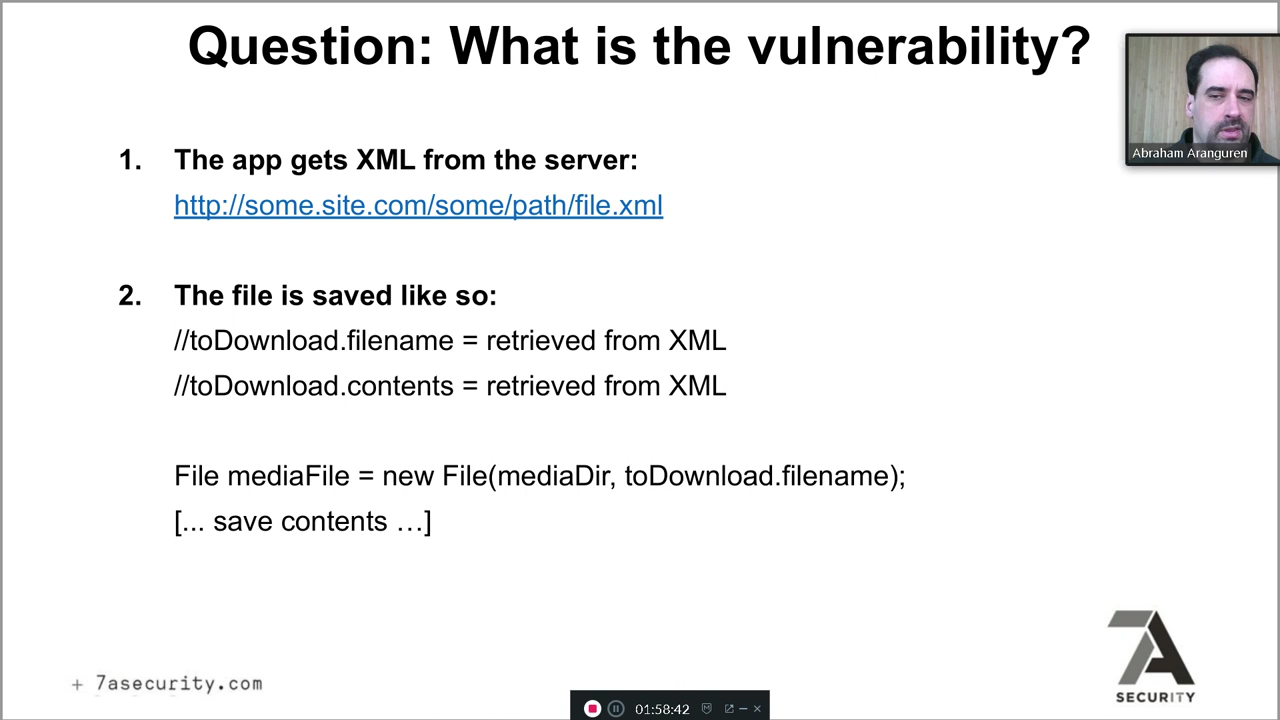 Question: What is the vulnerability?
Abraham Aranguren
1. The app gets XML from the server:
http://some.site.com/some/path/file.xml
2. The file is saved like so:
//toDownload.filename = retrieved from XML
//toDownload.contents = retrieved from XML
File mediaFile = new File(mediaDir, toDownload.filename);
[... save contents …]
+ 7asecurity.com
7A
SECURITY
01:58:42